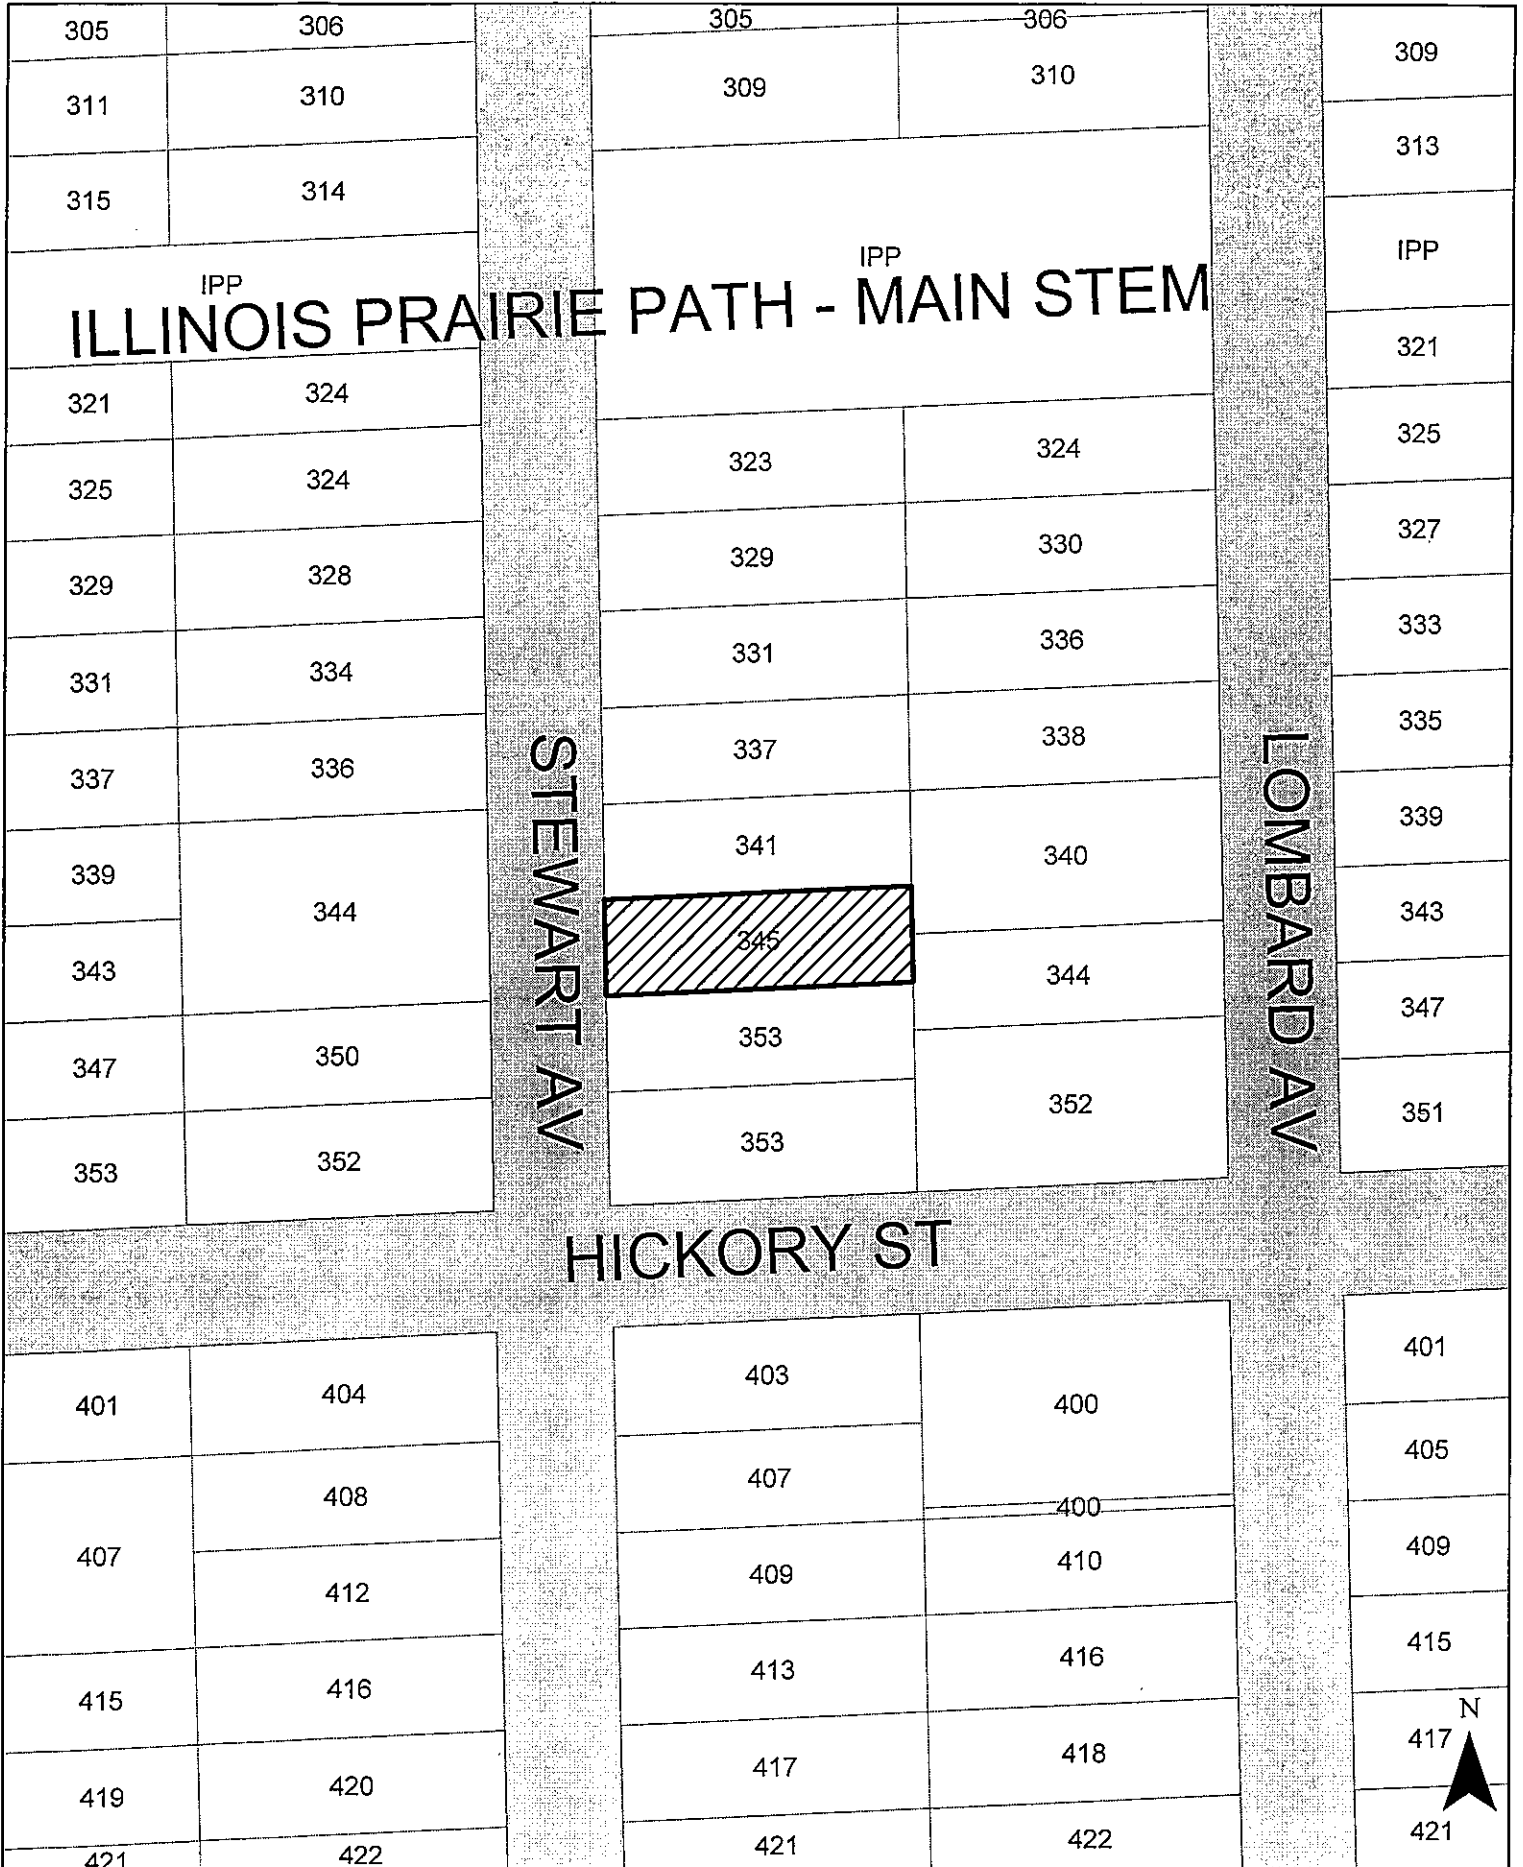 305 306 305 306 309
311 310 309 310
315 314 313
IPP IPP IPP
ILLINOIS PRAIRIE PATH - MAIN STEM
321 324 321
325 324 323 324 325
329 328 329 330 327
331 334 331 336 333
337 336 337 338 335
339 344 341 340 339
343 345 344 343
347 350 353 352 347
353 352 353 351
STEWART AV
LOMBARD AV
HICKORY ST
401 404 403 400 401
407 408 407 400 405
412 409 410 409
415 416 413 416 415
419 420 417 418 417
421 422 421 422 421
N